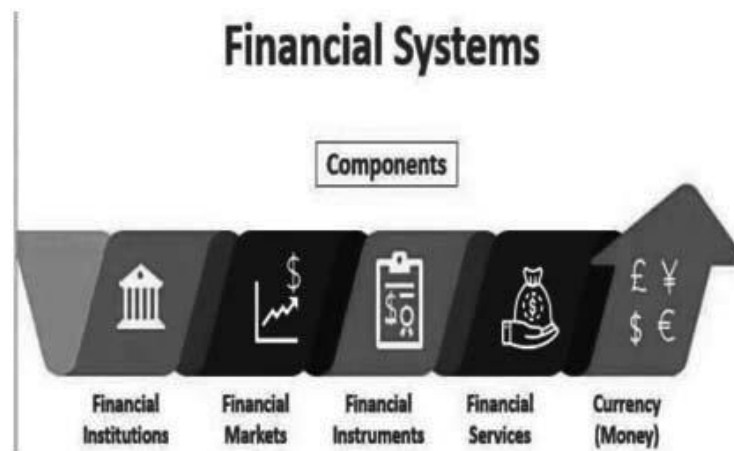 Financial Systems
Components
$
$
$
£ ¥
$ €
Financial
Institutions
Financial
Markets
Financial
Instruments
Financial
Services
Currency
(Money)